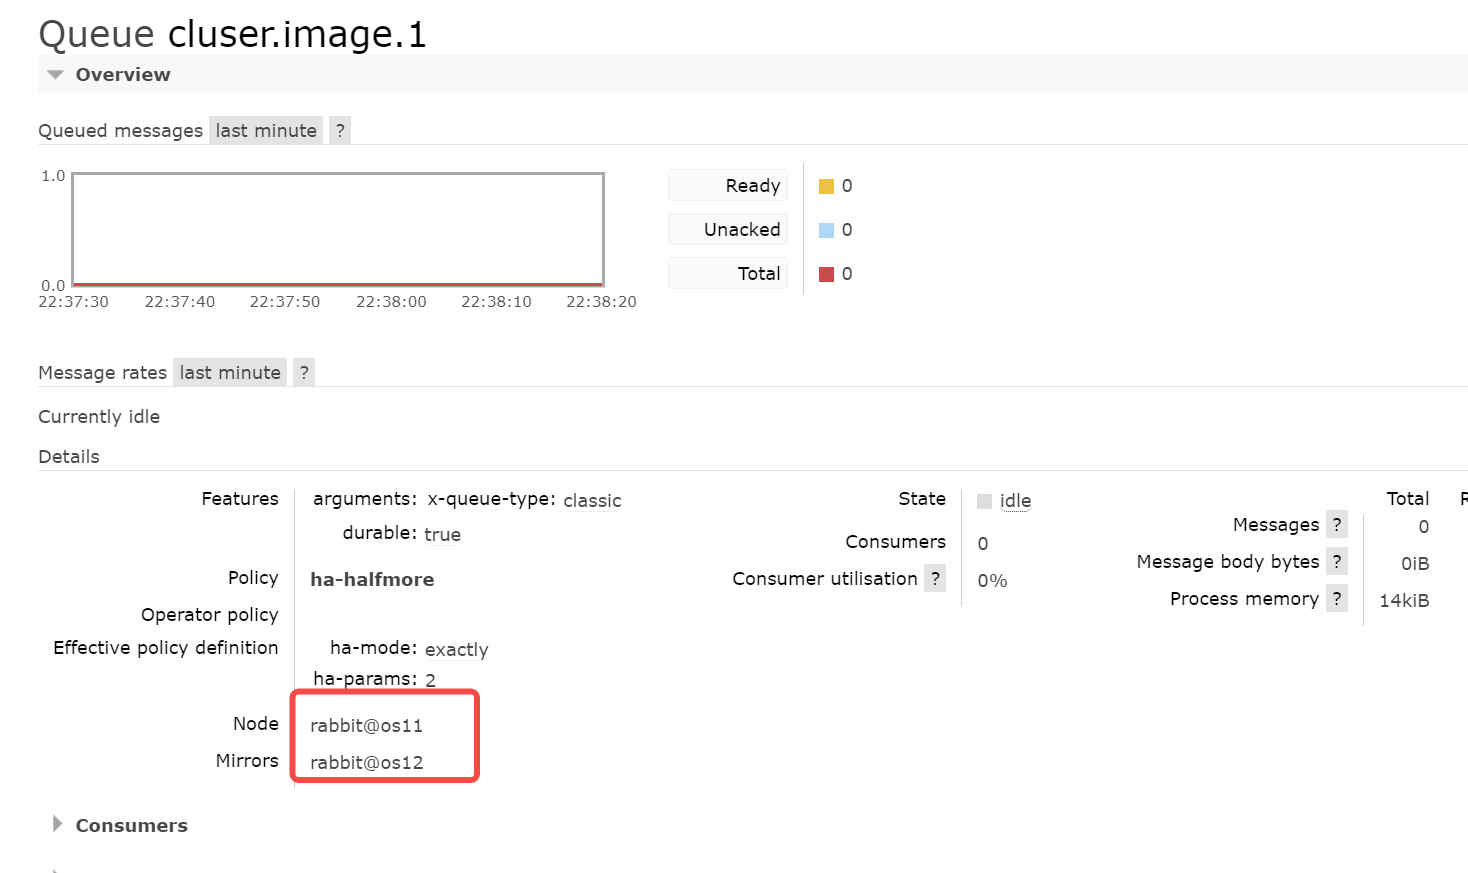 Queue cluser.image.1
Overview
Queued messages last minute ?
1.0
0.0
22:37:30 22:37:40 22:37:50 22:38:00 22:38:10 22:38:20
Ready 0
Unacked 0
Total 0
Message rates last minute ?
Currently idle
Details
Features arguments: x-queue-type: classic
durable: true
Policy ha-halfmore
Operator policy
Effective policy definition ha-mode: exactly
ha-params: 2
Node rabbit@os11
Mirrors rabbit@os12
State idle
Consumers 0
Consumer utilisation ? 0%
Total
Messages ? 0
Message body bytes ? 0iB
Process memory ? 14kiB
Consumers